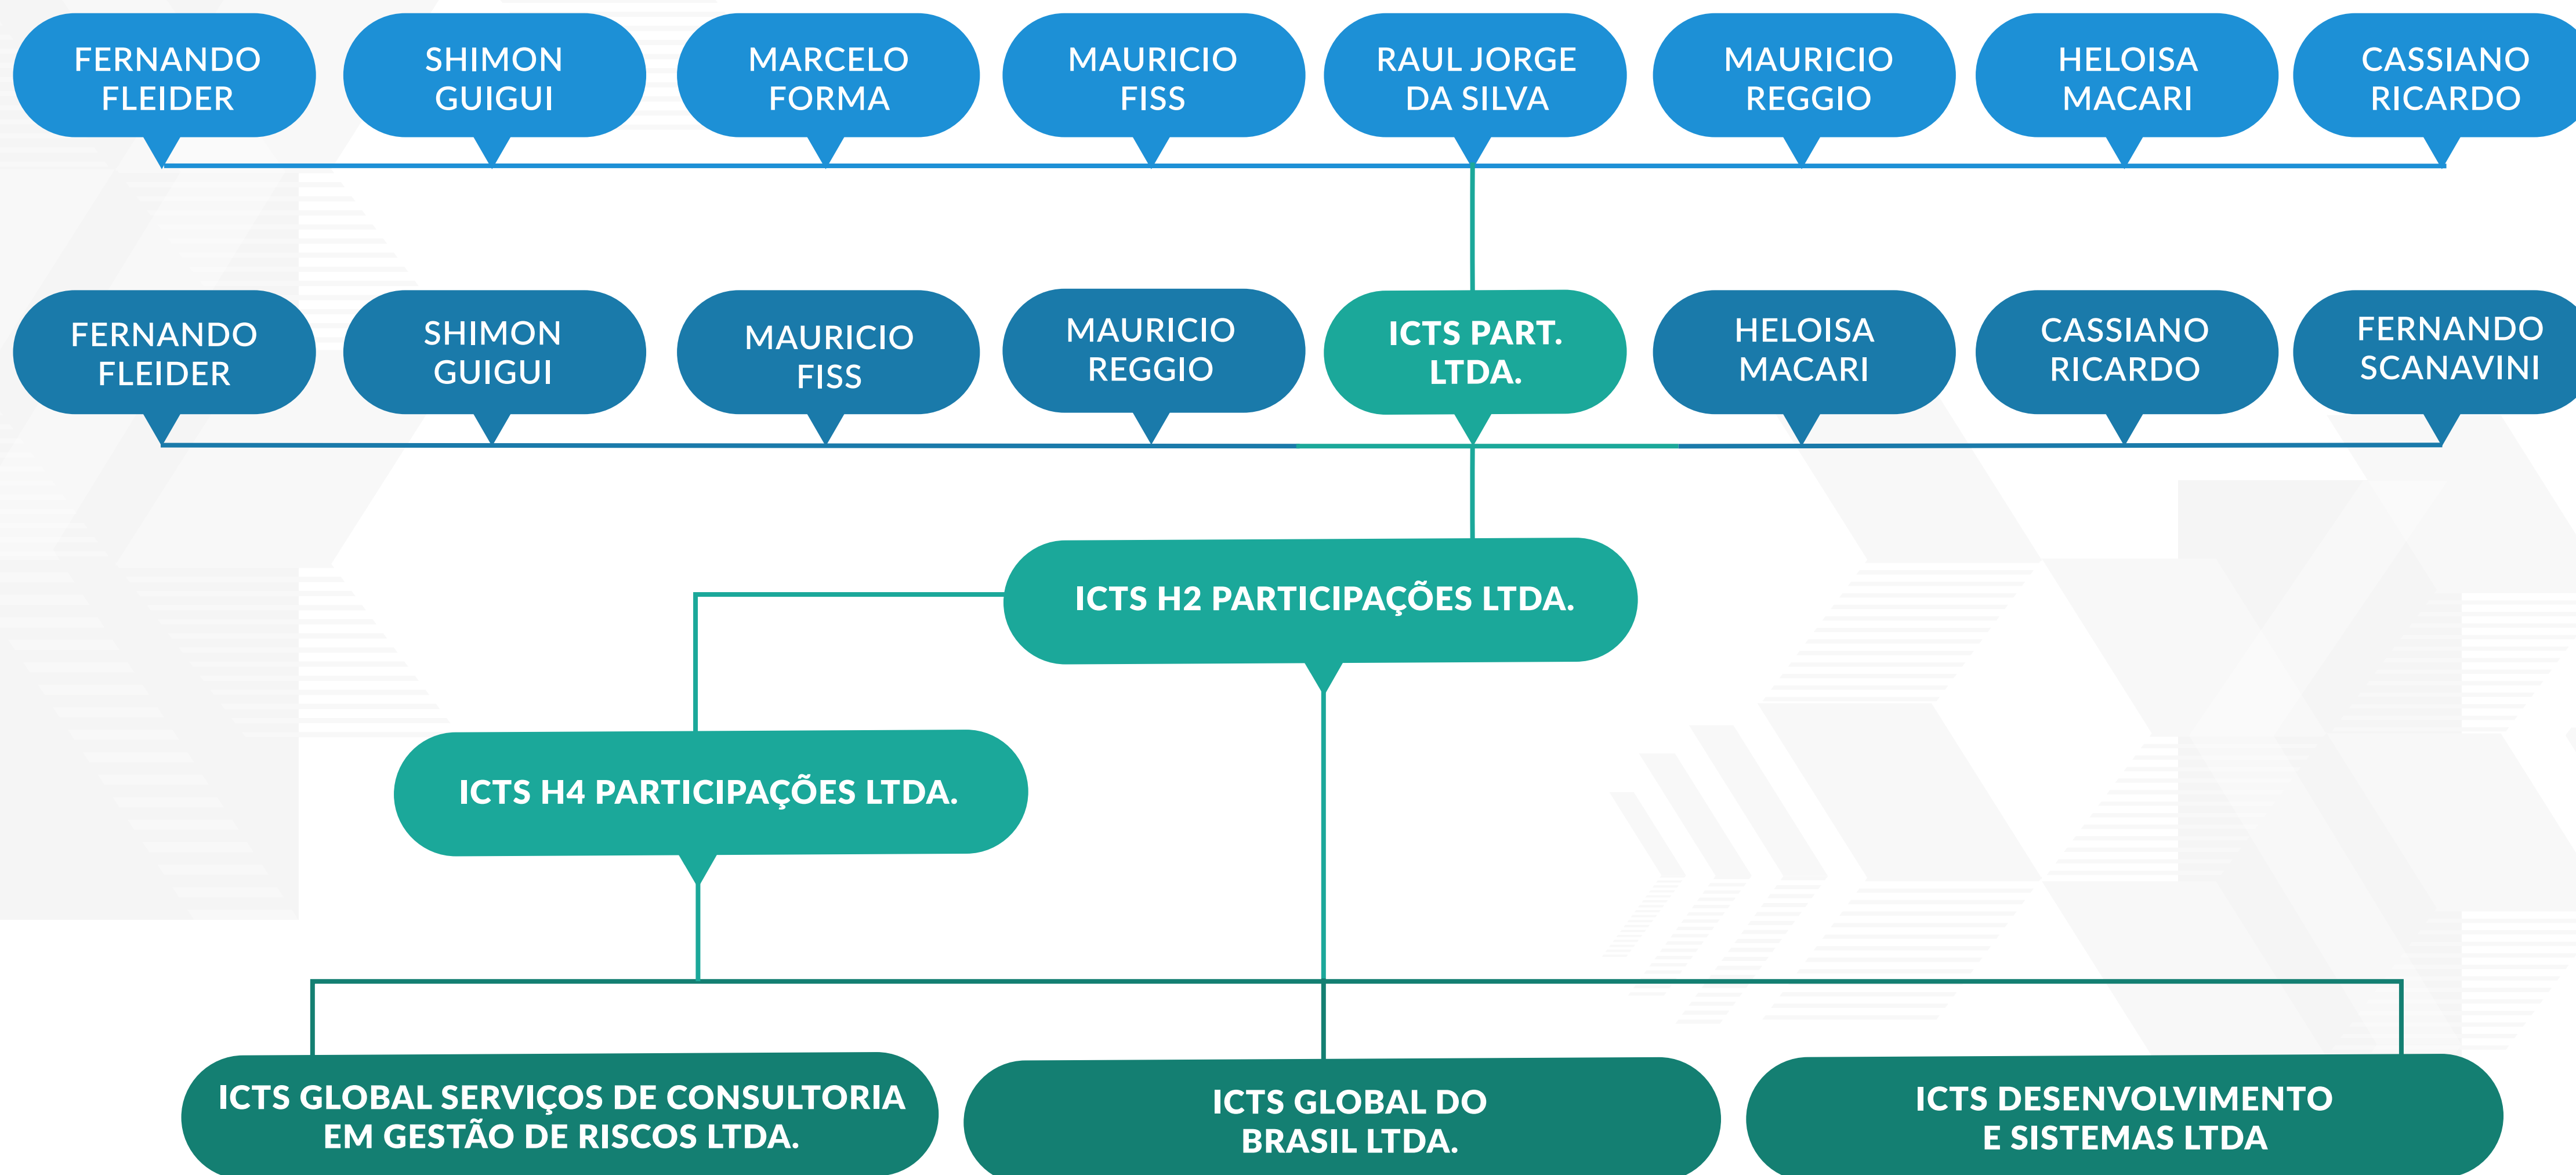 FERNANDO
FLEIDER
SHIMON
GUIGUI
MARCELO
FORMA
MAURICIO
FISS
RAUL JORGE
DA SILVA
MAURICIO
REGGIO
HELOISA
MACARI
CASSIANO
RICARDO
FERNANDO
FLEIDER
SHIMON
GUIGUI
MAURICIO
FISS
MAURICIO
REGGIO
ICTS PART.
LTDA.
HELOISA
MACARI
CASSIANO
RICARDO
FERNANDO
SCANAVINI
ICTS H2 PARTICIPAÇÕES LTDA.
ICTS H4 PARTICIPAÇÕES LTDA.
ICTS GLOBAL SERVIÇOS DE CONSULTORIA
EM GESTÃO DE RISCOS LTDA.
ICTS GLOBAL DO
BRASIL LTDA.
ICTS DESENVOLVIMENTO
E SISTEMAS LTDA